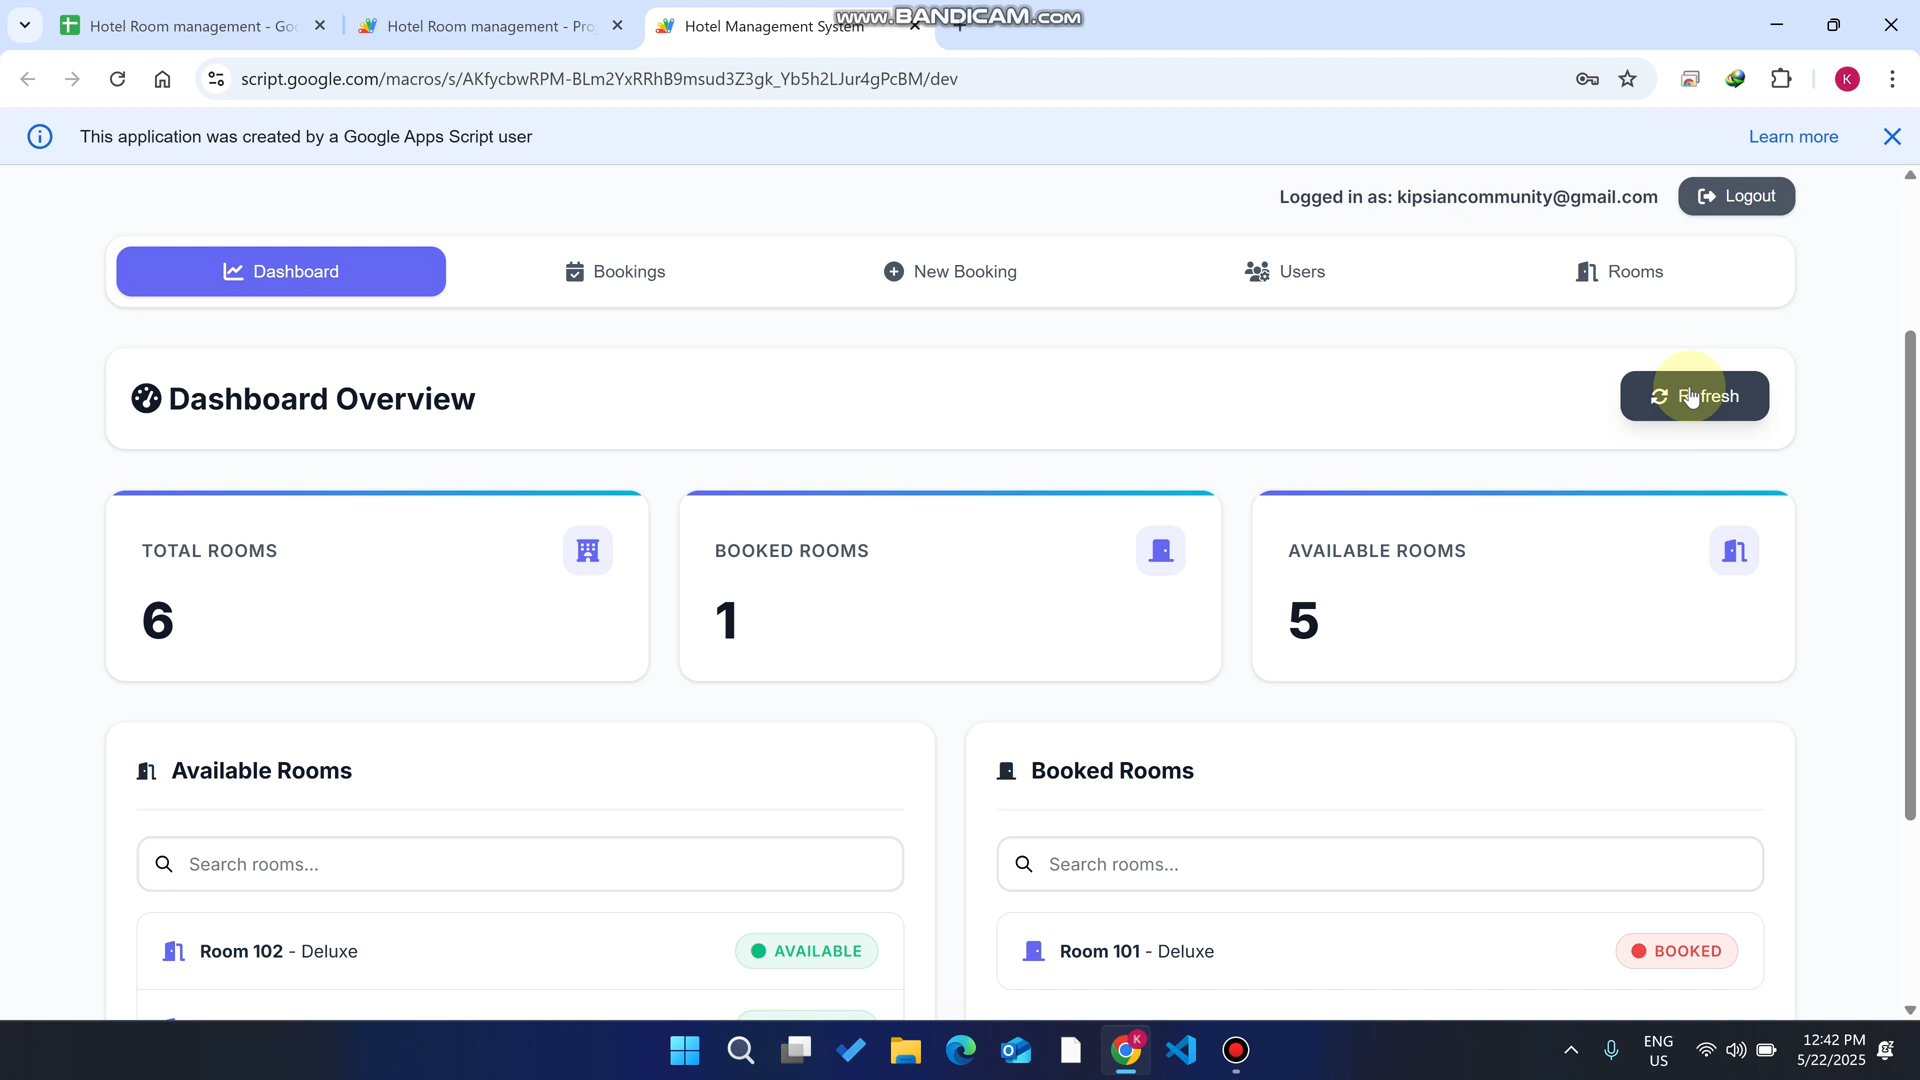 Hotel Room management - Goo
Hotel Room management - Pro
Hotel Management System
www.BANDICAM.com
script.google.com/macros/s/AKfycbwRPM-BLm2YxRRhB9msud3Z3gk_Yb5h2LJur4gPcBM/dev
K
This application was created by a Google Apps Script user
Learn more
Logged in as: kipsiancommunity@gmail.com
Logout
Dashboard
Bookings
New Booking
Users
Rooms
Dashboard Overview
Refresh
TOTAL ROOMS
BOOKED ROOMS
AVAILABLE ROOMS
6
1
5
Available Rooms
Booked Rooms
Search rooms...
Search rooms...
Room 102 - Deluxe
AVAILABLE
Room 101 - Deluxe
BOOKED
K
ENG
US
12:42 PM
5/22/2025